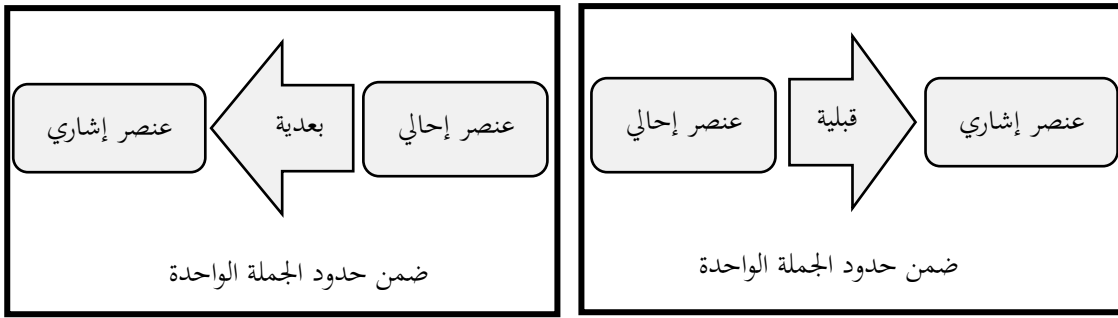 عنصر إشاري
قبلية
عنصر إحالي
ضمن حدود الجملة الواحدة
عنصر إحالي
بعدية
عنصر إشاري
ضمن حدود الجملة الواحدة